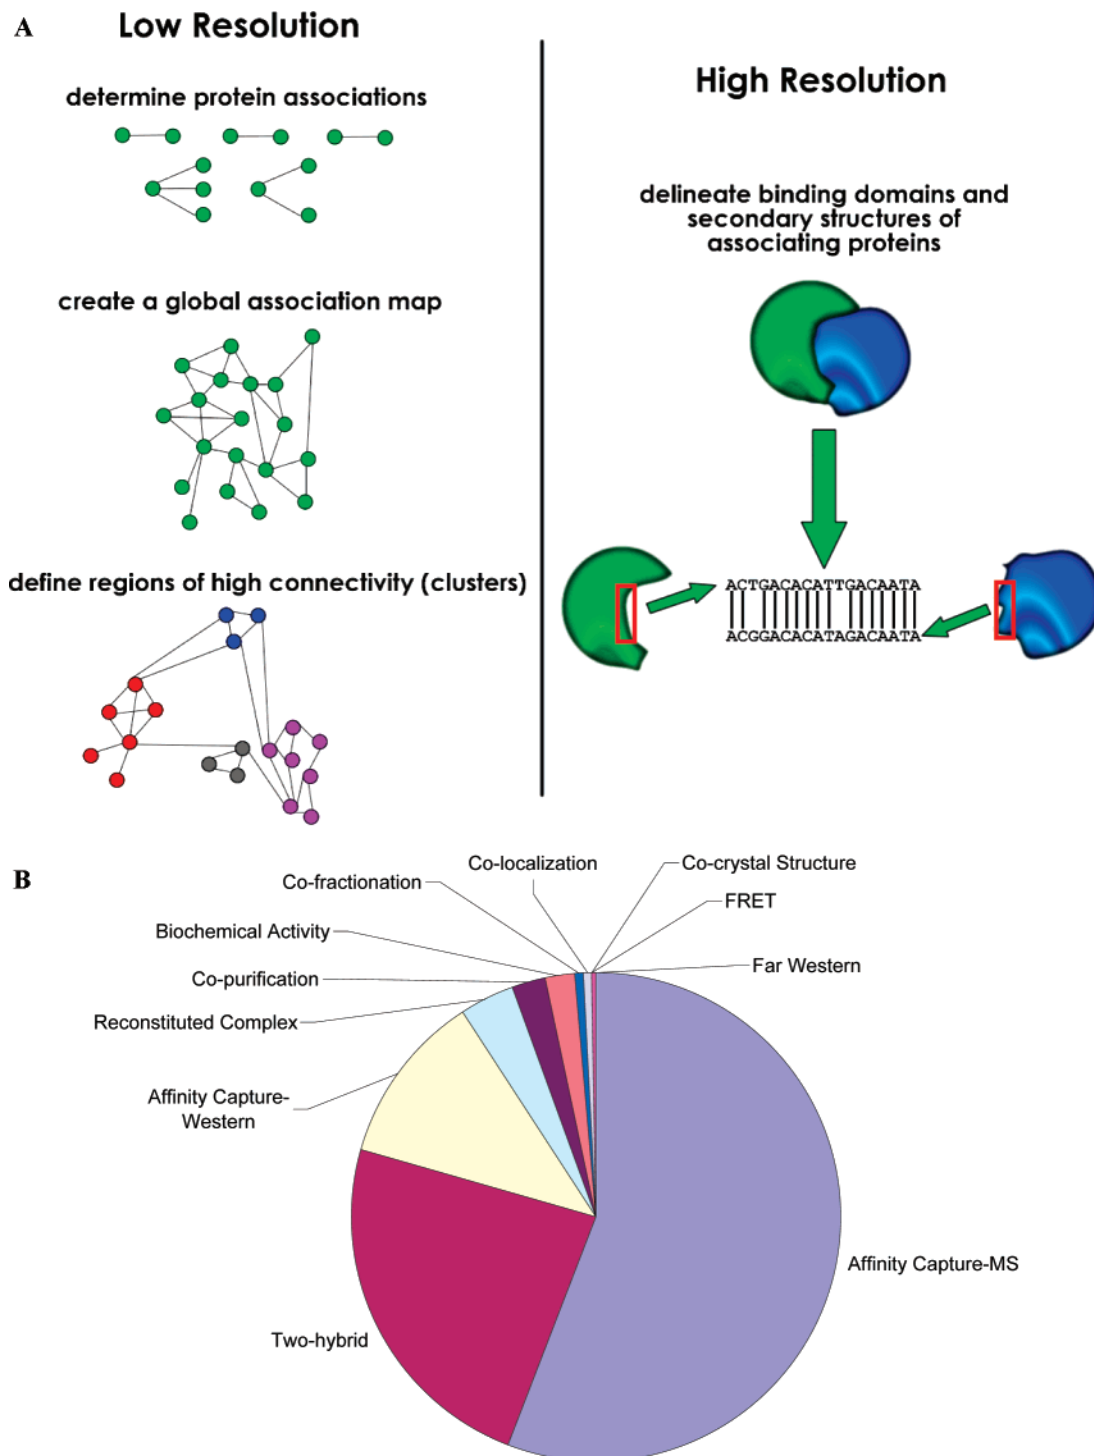 A
Low Resolution
determine protein associations
create a global association map
define regions of high connectivity (clusters)
High Resolution
delineate binding domains and
secondary structures of
associating proteins
ACTGACACATTGACAATA
ACGGACACATAGACAATA
B
Co-localization
Co-crystal Structure
Co-fractionation
FRET
Biochemical Activity
Far Western
Co-purification
Reconstituted Complex
Affinity Capture-
Western
Affinity Capture-MS
Two-hybrid